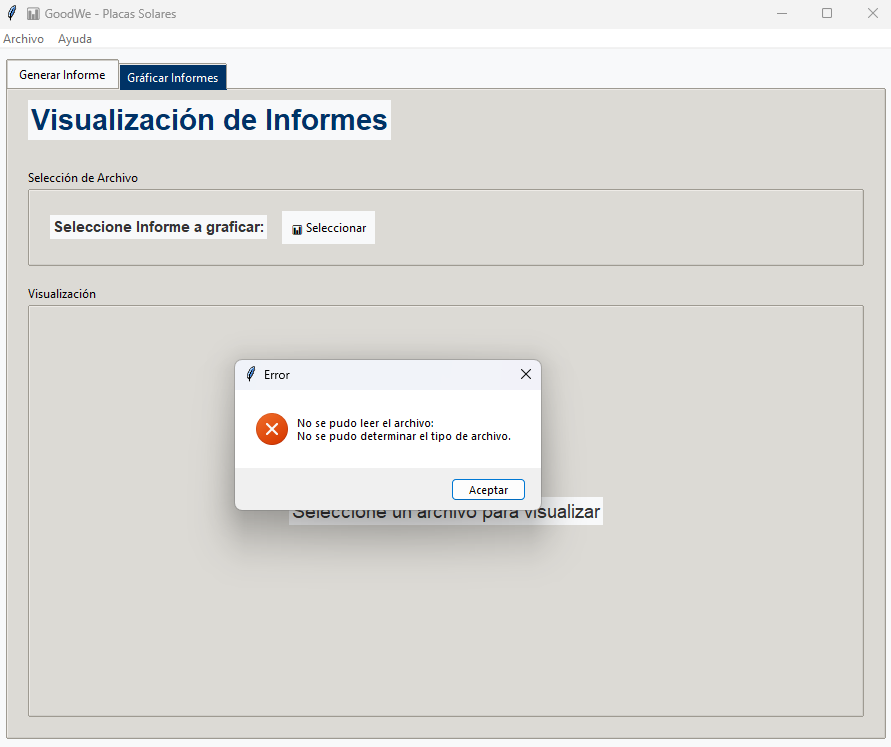 GoodWe - Placas Solares
Archivo Ayuda
Generar Informe Gráficar Informes
Visualización de Informes
Selección de Archivo
Seleccione Informe a graficar: Seleccionar
Visualización
Error
No se pudo leer el archivo:
No se pudo determinar el tipo de archivo.
Aceptar
Seleccione un archivo para visualizar